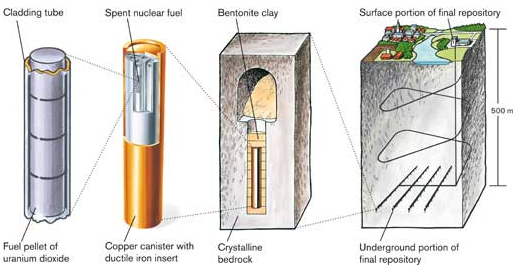 Cladding tube
Spent nuclear fuel
Bentonite clay
Surface portion of final repository
500 m
Fuel pellet of
uranium dioxide
Copper canister with
ductile iron insert
Crystalline
bedrock
Underground portion of
final repository